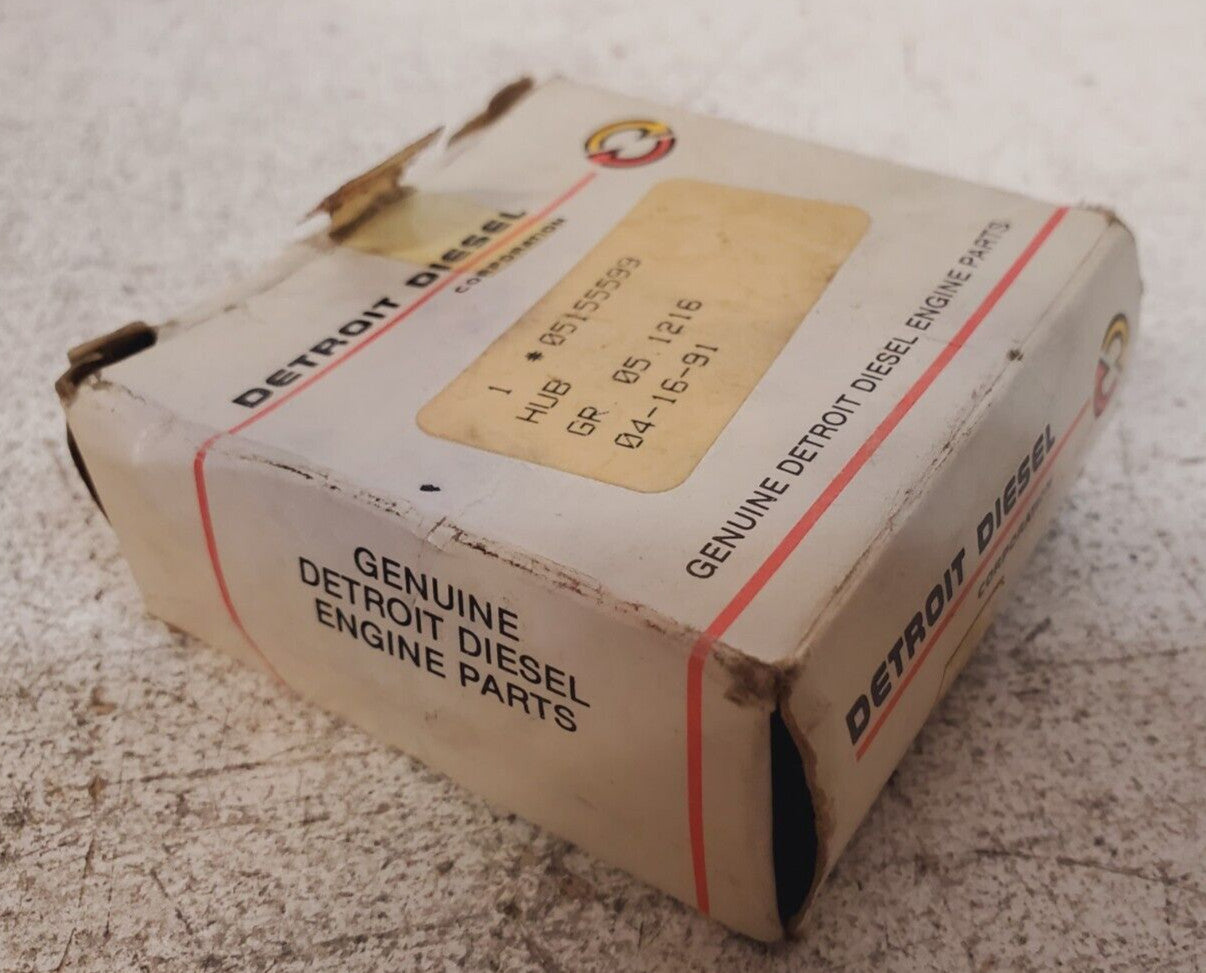 DETROIT DIESEL
CORPORATION
1 *05155599
HUB
GR 05.1216
04-16-91
GENUINE DETROIT DIESEL ENGINE PARTS
GENUINE
DETROIT DIESEL
ENGINE PARTS
DETROIT DIESEL
CORPORATION